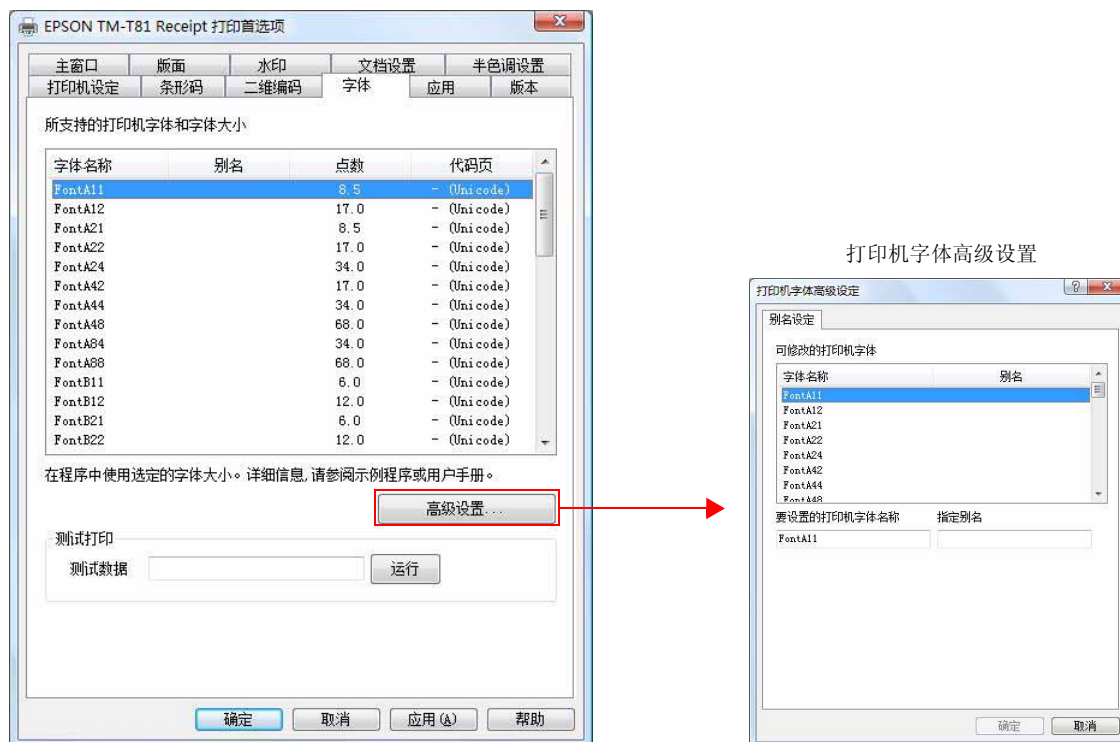 EPSON TM-T81 Receipt 打印首选项
主窗口 版面 水印 文档设置 半色调设置
打印机设定 条形码 二维编码 字体 应用 版本
所支持的打印机字体和字体大小
字体名称 别名 点数 代码页
FontA11 8.5 - (Unicode)
FontA12 17.0 - (Unicode)
FontA21 8.5 - (Unicode)
FontA22 17.0 - (Unicode)
FontA24 34.0 - (Unicode)
FontA42 17.0 - (Unicode)
FontA44 34.0 - (Unicode)
FontA48 68.0 - (Unicode)
FontA84 34.0 - (Unicode)
FontA88 68.0 - (Unicode)
FontB11 6.0 - (Unicode)
FontB12 12.0 - (Unicode)
FontB21 6.0 - (Unicode)
FontB22 12.0 - (Unicode)
在程序中使用选定的字体大小。详细信息,请参阅示例程序或用户手册。
高级设置...
测试打印
测试数据 运行
确定 取消 应用(A) 帮助
打印机字体高级设置
打印机字体高级设定
别名设定
可修改的打印机字体
字体名称 别名
FontA11
FontA12
FontA21
FontA22
FontA24
FontA42
FontA44
FontA48
要设置的打印机字体名称 指定别名
FontA11
确定 取消